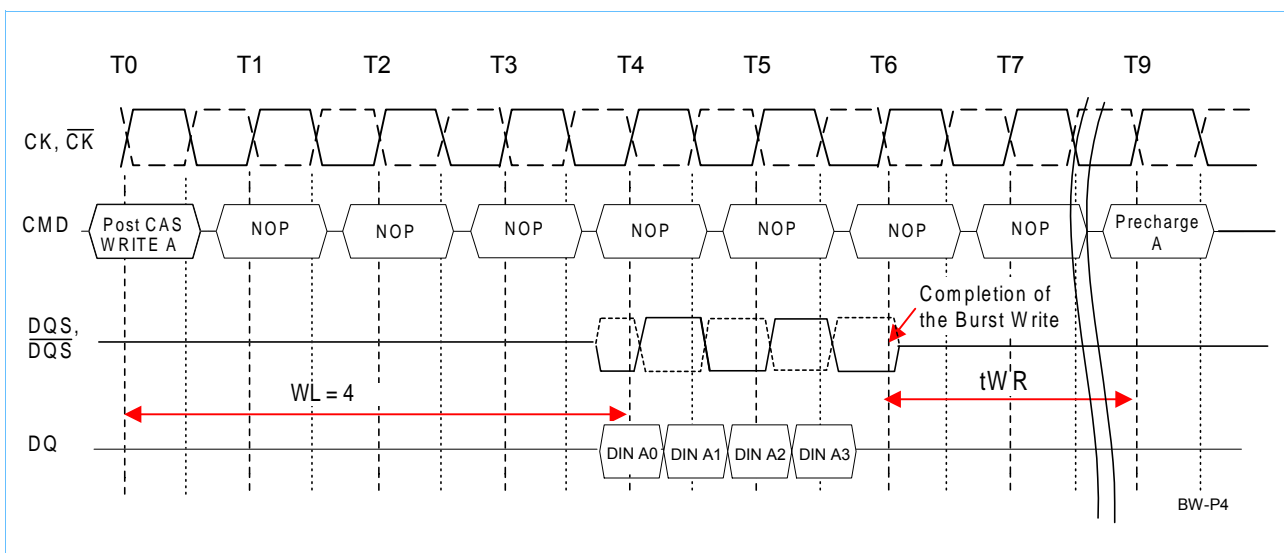 T0 T1 T2 T3 T4 T5 T6 T7 T9
CK, CK
CMD
Post CAS
WRITE A
NOP NOP NOP NOP NOP NOP NOP
Precharge
A
Completion of
the Burst Write
DQS,
DQS
WL = 4
tWR
DQ
DIN A0 DIN A1 DIN A2 DIN A3
BW-P4